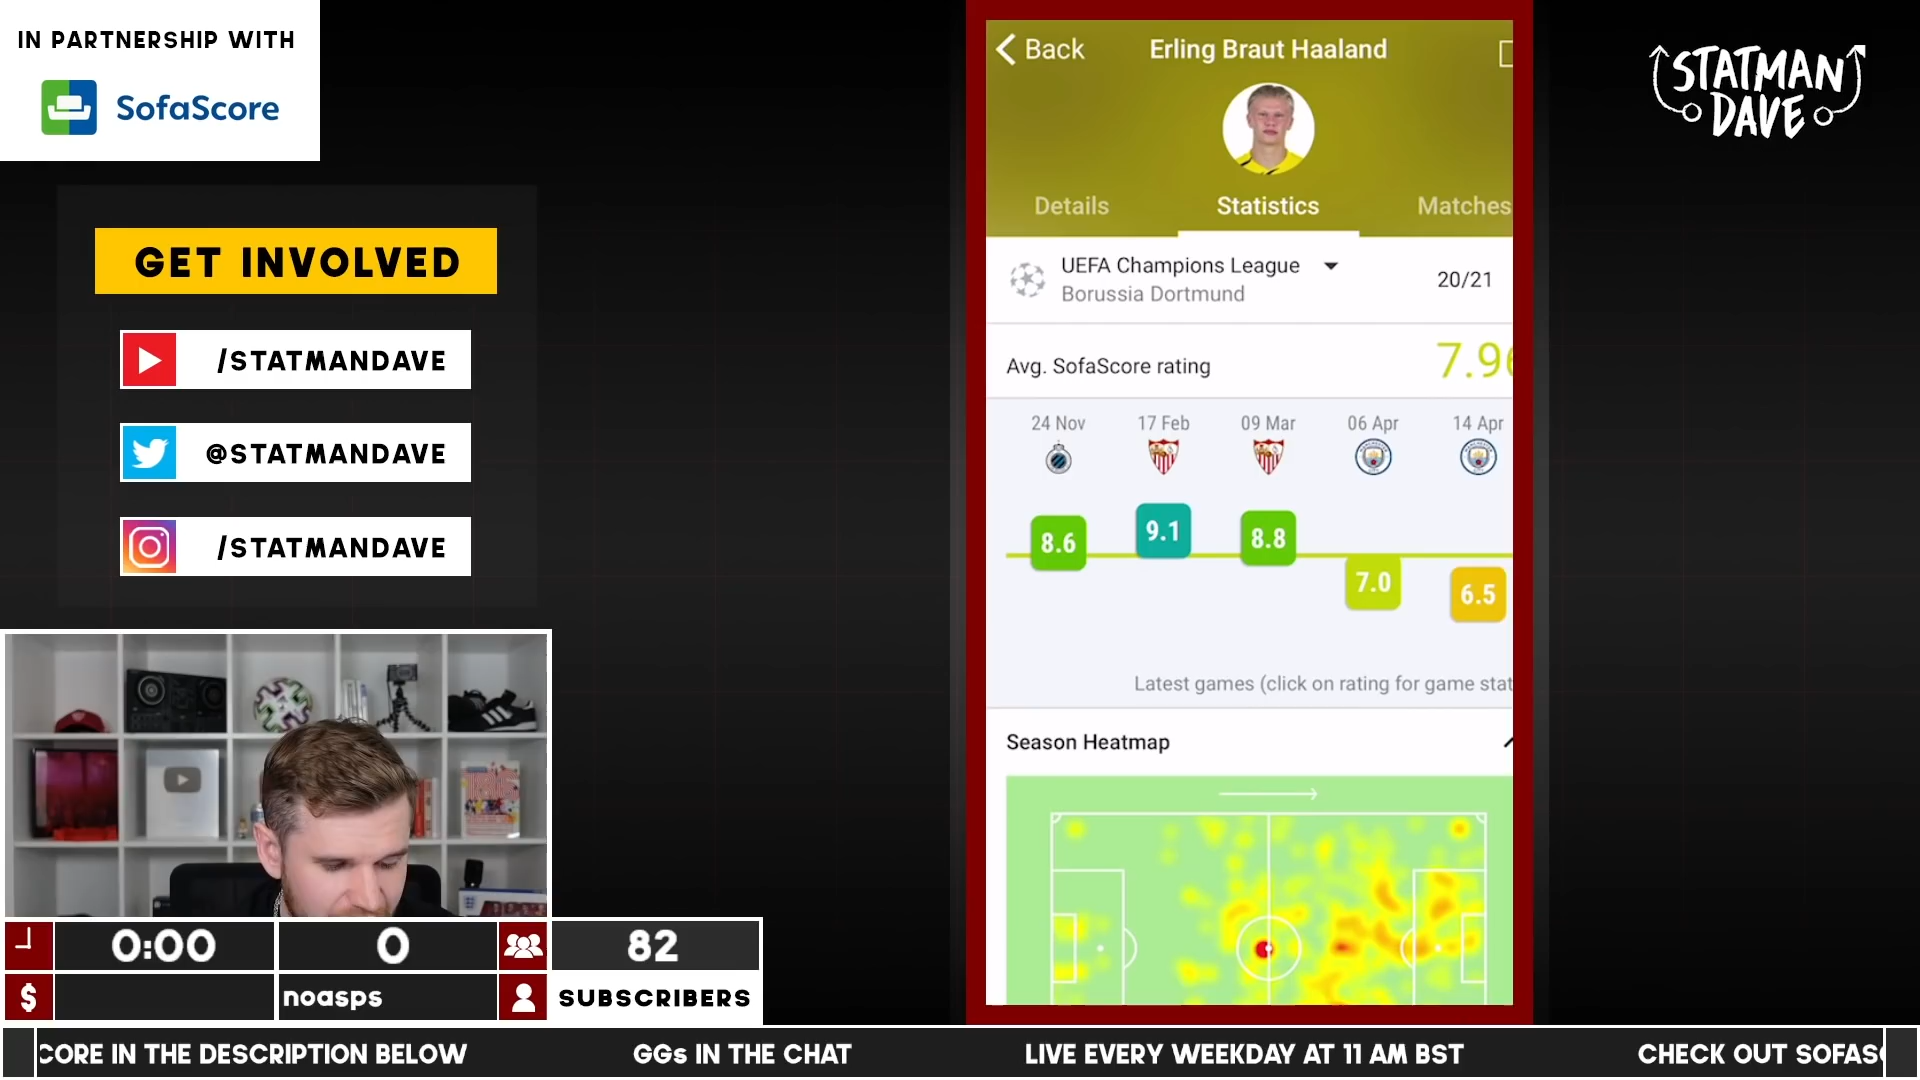 IN PARTNERSHIP WITH
SofaScore
GET INVOLVED
/STATMANDAVE
@STATMANDAVE
/STATMANDAVE
Back
Erling Braut Haaland
Details
Statistics
Matches
UEFA Champions League
20/21
Borussia Dortmund
Avg. SofaScore rating
7.96
24 Nov
17 Feb
09 Mar
06 Apr
14 Apr
8.6
9.1
8.8
7.0
6.5
Latest games (click on rating for game stat
Season Heatmap
STATMAN
DAVE
0:00
0
82
$
noasps
SUBSCRIBERS
CORE IN THE DESCRIPTION BELOW
GGs IN THE CHAT
LIVE EVERY WEEKDAY AT 11 AM BST
CHECK OUT SOFASC